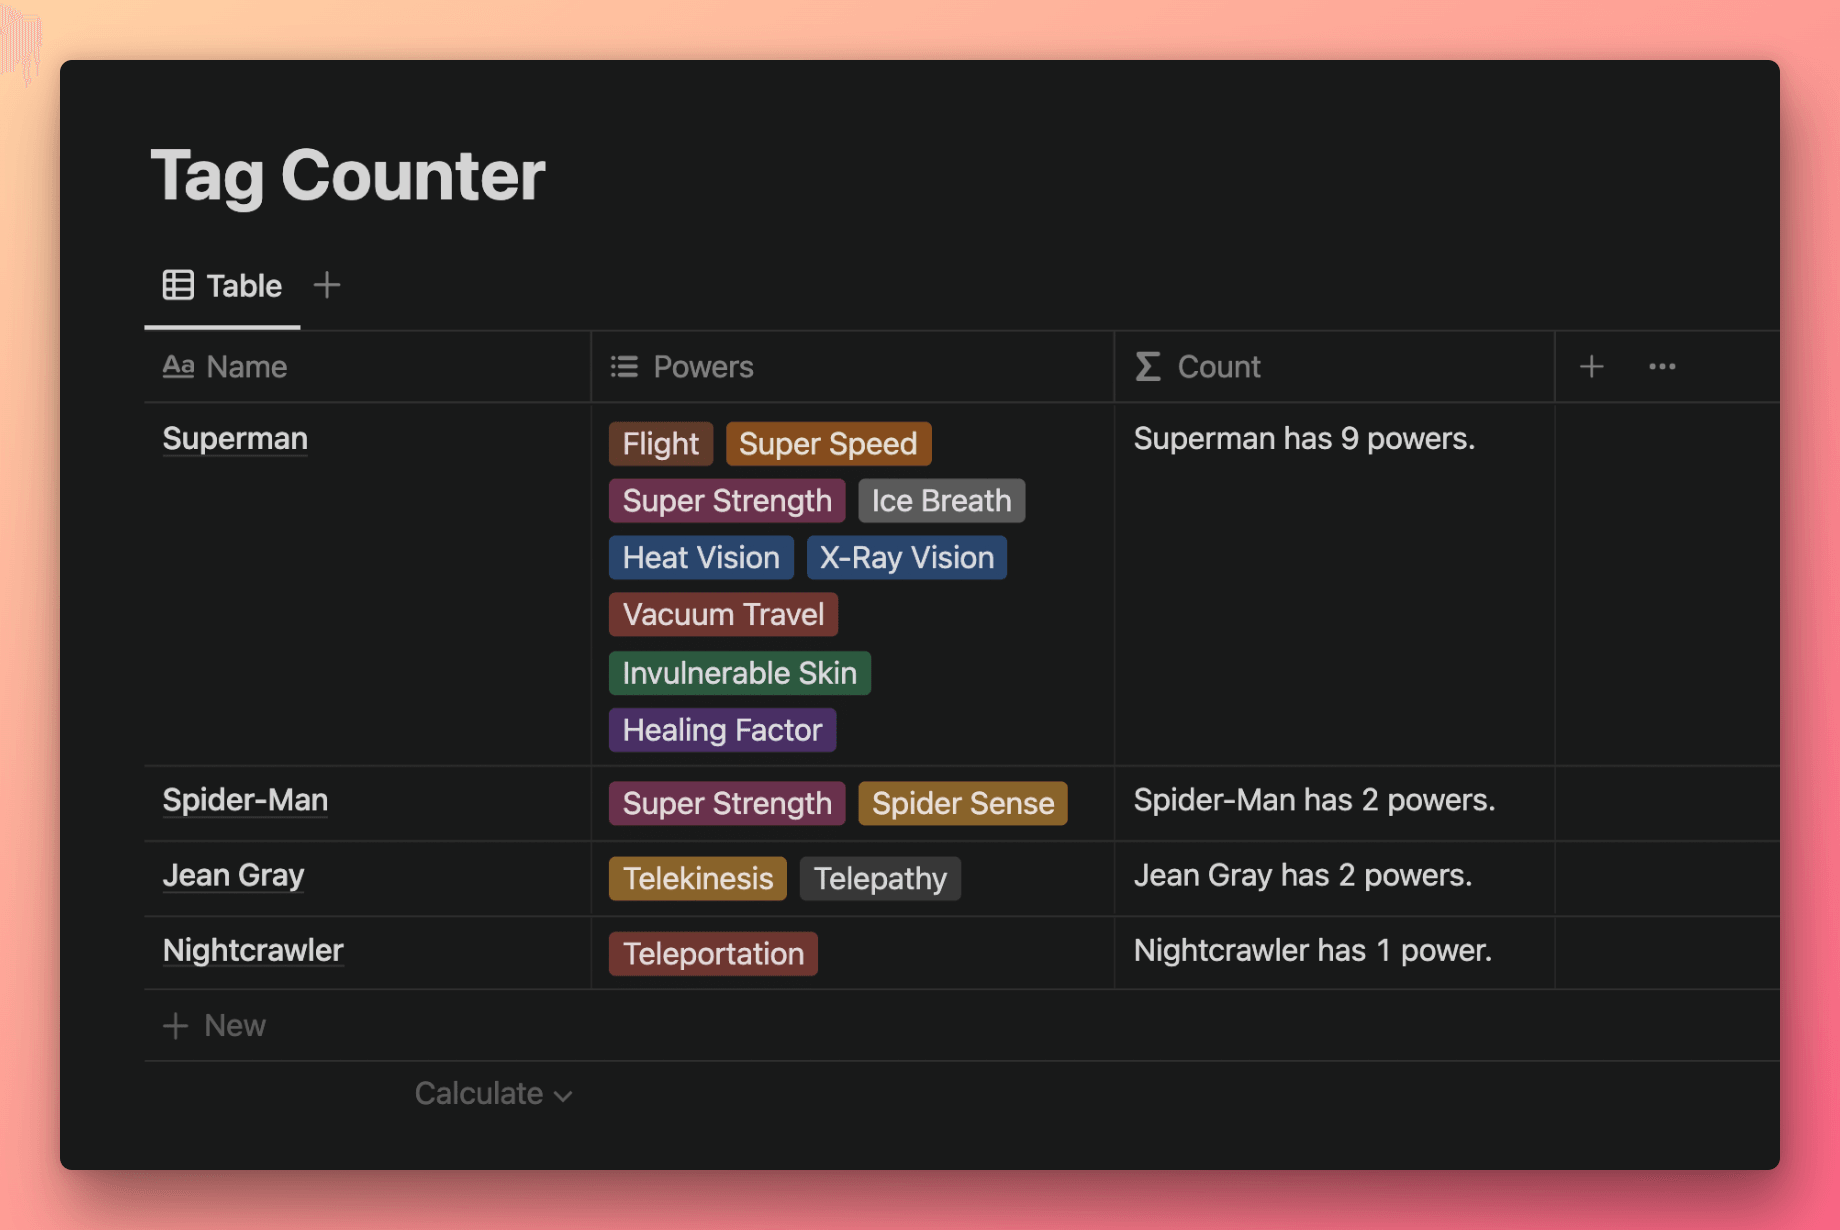 Tag Counter
Table
Aa Name Powers Σ Count
Superman Flight Super Speed Superman has 9 powers.
Super Strength Ice Breath
Heat Vision X-Ray Vision
Vacuum Travel
Invulnerable Skin
Healing Factor
Spider-Man Super Strength Spider Sense Spider-Man has 2 powers.
Jean Gray Telekinesis Telepathy Jean Gray has 2 powers.
Nightcrawler Teleportation Nightcrawler has 1 power.
+ New
Calculate